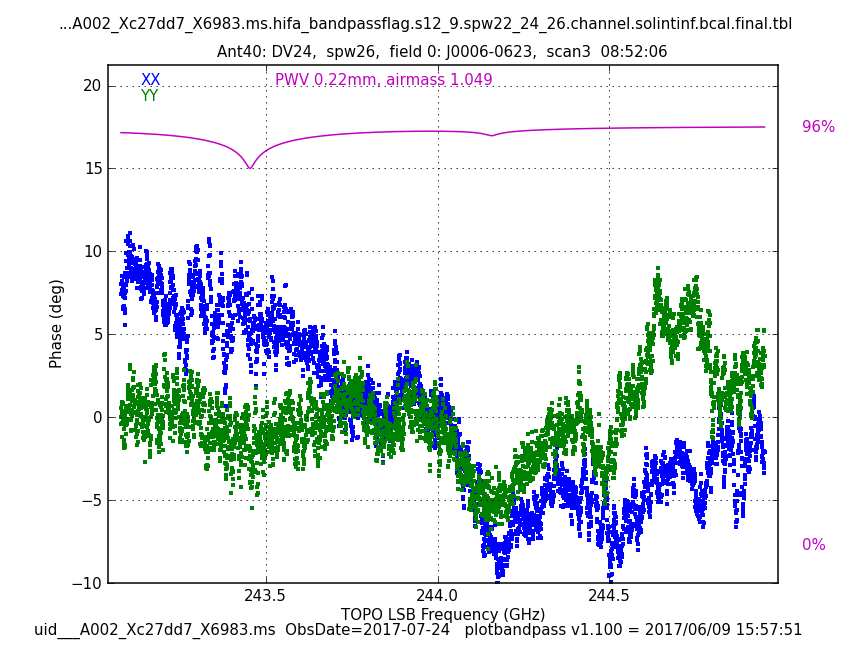 ...A002_Xc27dd7_X6983.ms.hifa_bandpassflag.s12_9.spw22_24_26.channel.solintinf.bcal.final.tbl
Ant40: DV24,  spw26,  field 0: J0006-0623,  scan3  08:52:06
XX
YY
PWV 0.22mm, airmass 1.049
96%
0%
20
15
10
5
0
−5
−10
Phase (deg)
243.5
244.0
244.5
TOPO LSB Frequency (GHz)
uid___A002_Xc27dd7_X6983.ms  ObsDate=2017-07-24   plotbandpass v1.100 = 2017/06/09 15:57:51